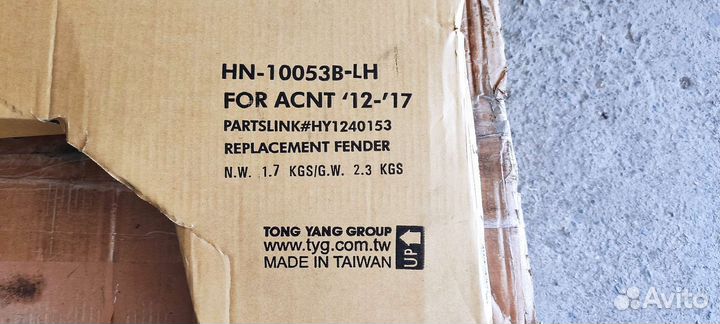 HN-10053B-LH
FOR ACNT '12-'17
PARTSLINK#HY1240153
REPLACEMENT FENDER
N.W. 1.7 KGS/G.W. 2.3 KGS
TONG YANG GROUP
www.tyg.com.tw
MADE IN TAIWAN
UP
Avito